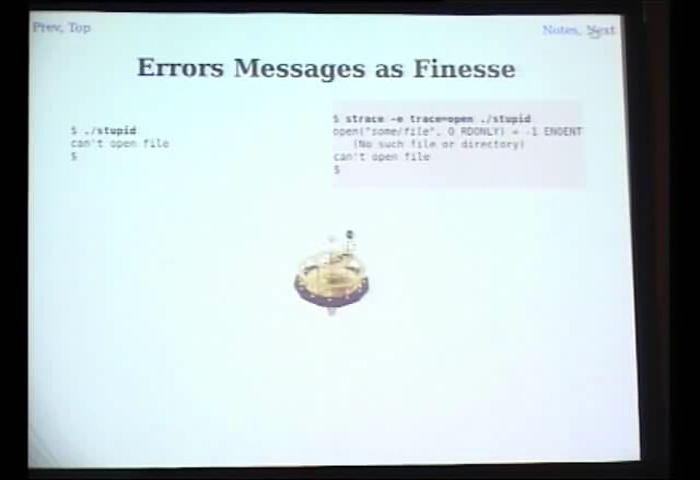 Prev, Top
Notes, Next
Errors Messages as Finesse
$ ./stupid
can't open file
$
$ strace -e trace=open ./stupid
open("some/file", O_RDONLY) = -1 ENOENT
(No such file or directory)
can't open file
$